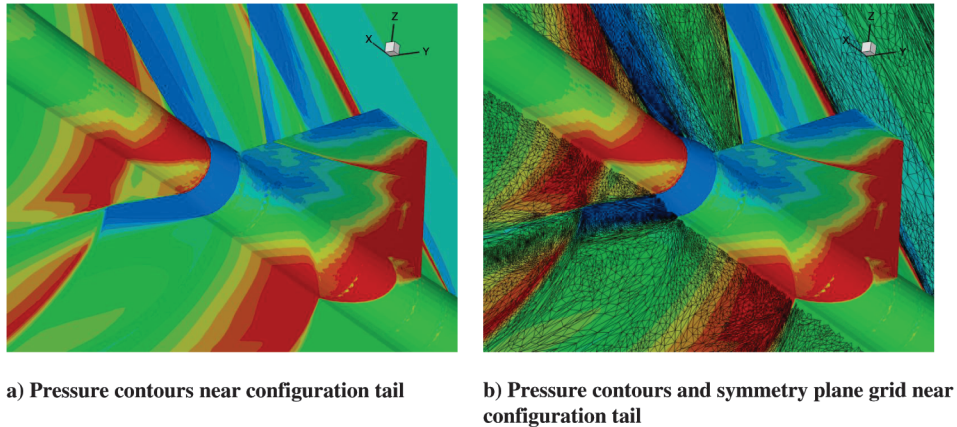 Z
X
Y
Z
X
Y
a) Pressure contours near configuration tail
b) Pressure contours and symmetry plane grid near
configuration tail